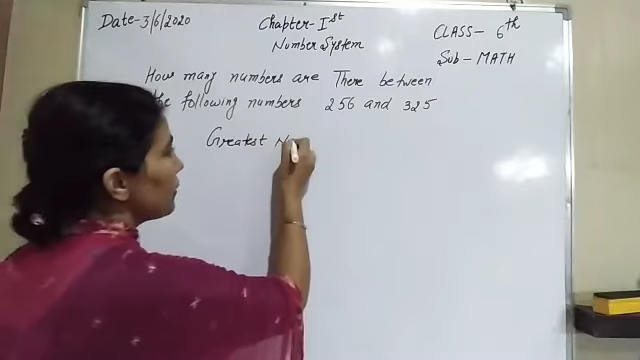 Date-3/6/2020
Chapter-Ist
Number System
CLASS- 6th
Sub- MATH
How many numbers are There between
the following numbers 256 and 325
Greatest N